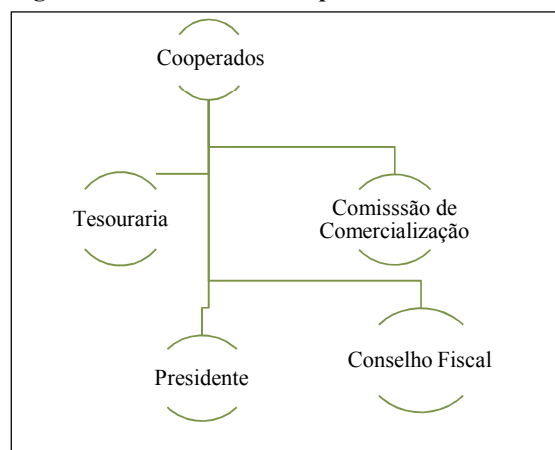 Cooperados
Tesouraria
Comisssão de
Comercialização
Presidente
Conselho Fiscal